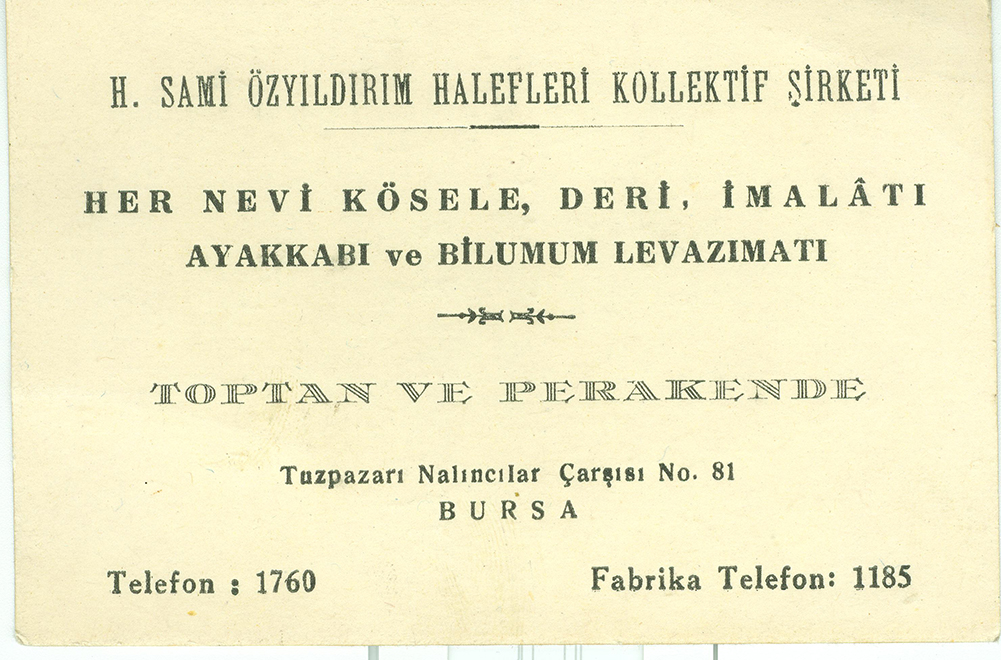 H. SAMİ ÖZYILDIRIM HALEFLERİ KOLLEKTİF ŞİRKETİ
HER NEVİ KÖSELE, DERİ, İMALÂTI
AYAKKABI ve BİLUMUM LEVAZIMATI
TOPTAN VE PERAKENDE
Tuzpazarı Nalıncılar Çarşısı No. 81
BURSA
Telefon : 1760
Fabrika Telefon: 1185